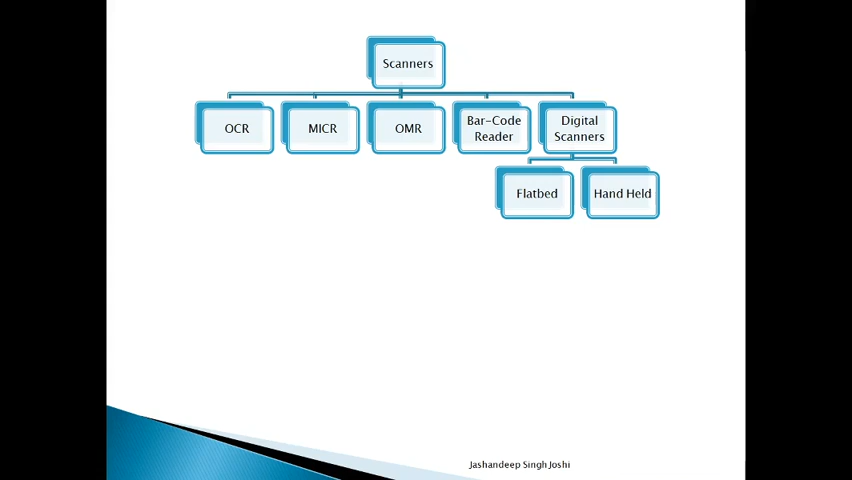 Scanners
OCR
MICR
OMR
Bar-Code
Reader
Digital
Scanners
Flatbed
Hand Held
Jashandeep Singh Joshi